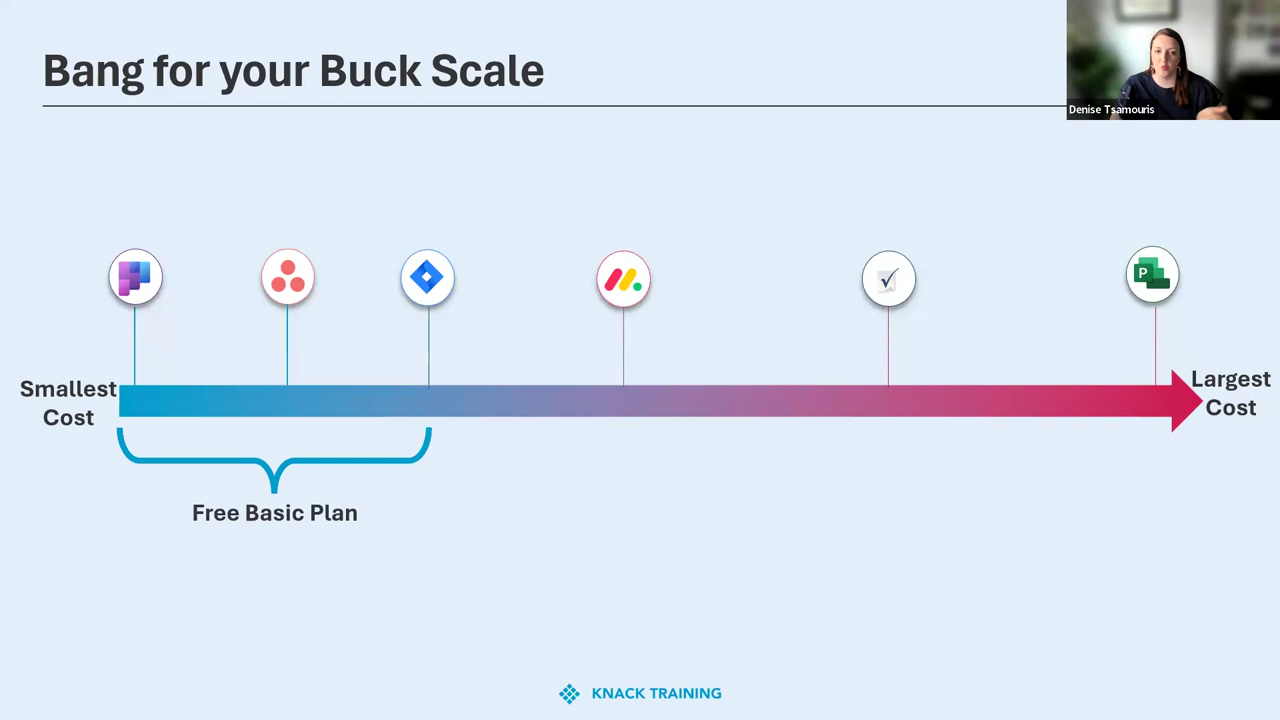 Bang for your Buck Scale
Denise Tsamouris
P
Smallest
Cost
Largest
Cost
Free Basic Plan
KNACK TRAINING